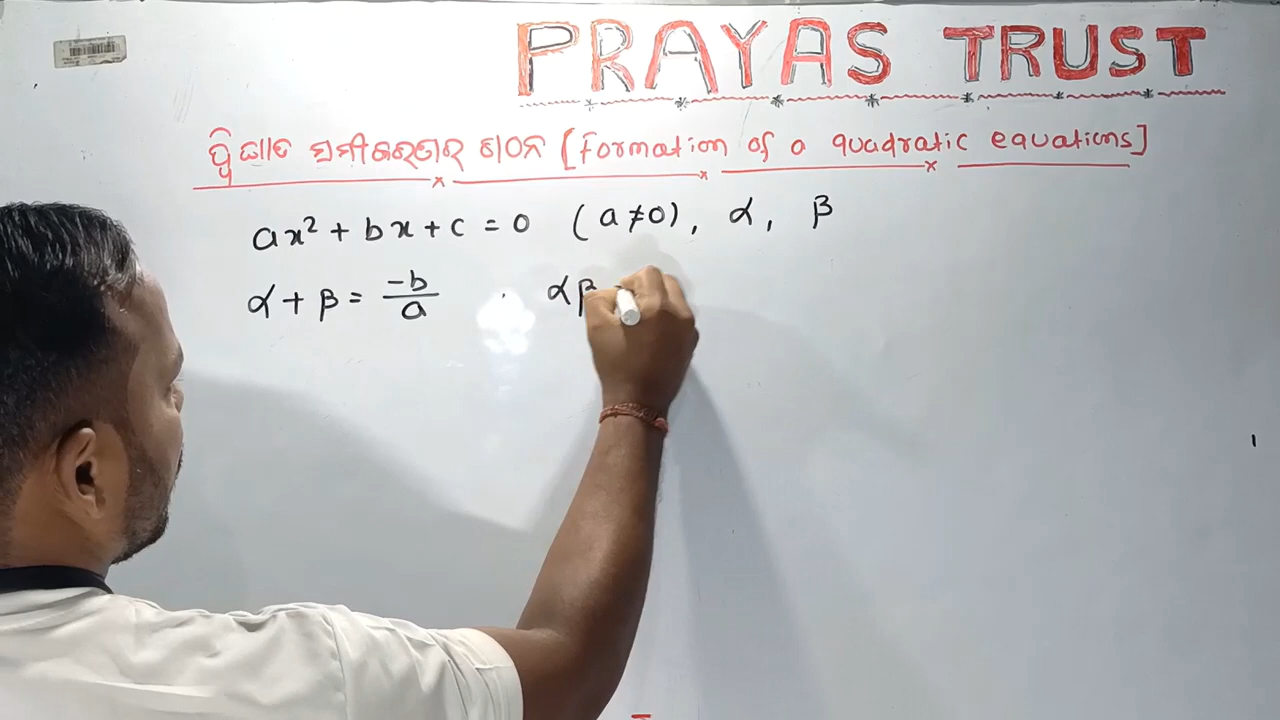 PRAYAS TRUST
ଦ୍ୱିଘାତ ସମୀକରଣର ଗଠନ [Formation of a quadratic equations]
ax² + bx + c = 0 (a ≠ 0), α, β
α + β = -b/a , αβ